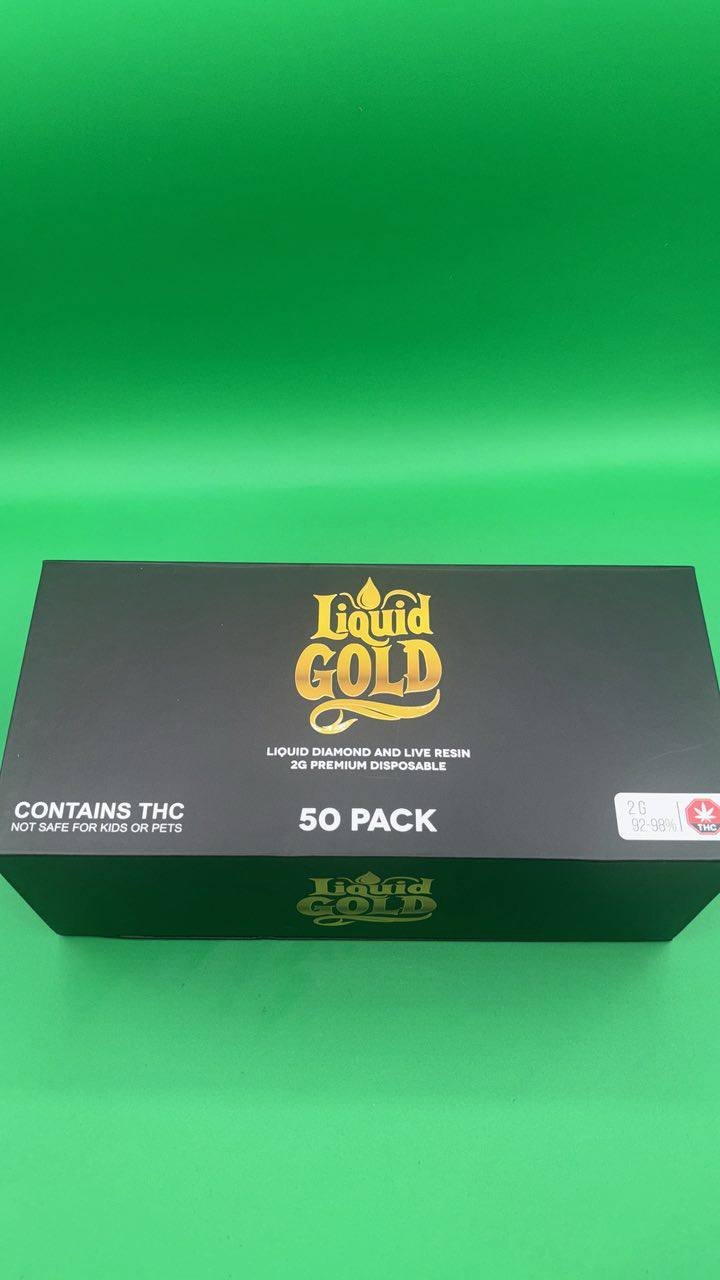 Liquid
GOLD
LIQUID DIAMOND AND LIVE RESIN
2G PREMIUM DISPOSABLE
CONTAINS THC
NOT SAFE FOR KIDS OR PETS
50 PACK
2G
92-98%
THC
Liquid
GOLD